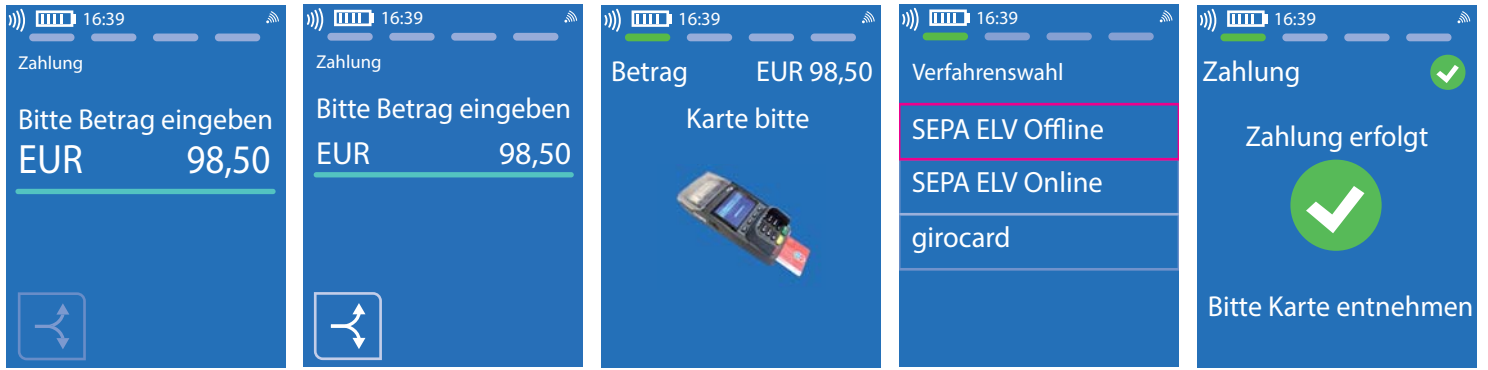 16:39
Zahlung
Bitte Betrag eingeben
EUR 98,50
16:39
Zahlung
Bitte Betrag eingeben
EUR 98,50
16:39
Betrag EUR 98,50
Karte bitte
16:39
Verfahrenswahl
SEPA ELV Offline
SEPA ELV Online
girocard
16:39
Zahlung
Zahlung erfolgt
Bitte Karte entnehmen